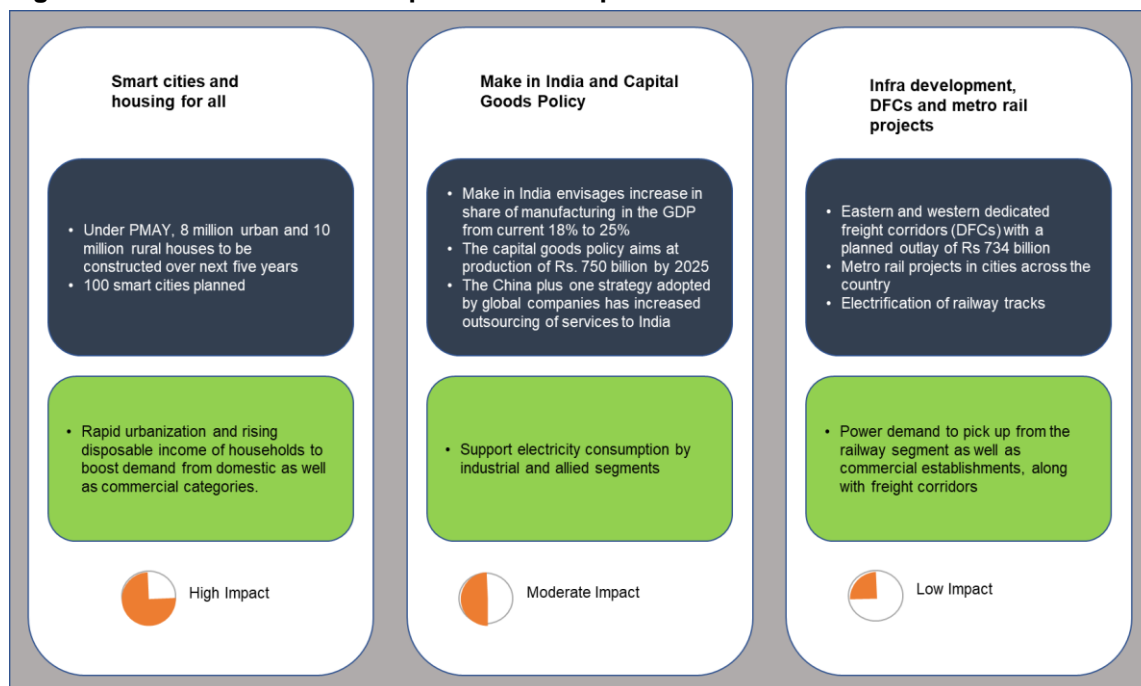 Smart cities and
housing for all
• Under PMAY, 8 million urban and 10
million rural houses to be
constructed over next five years
• 100 smart cities planned
• Rapid urbanization and rising
disposable income of households to
boost demand from domestic as well
as commercial categories.
High Impact
Make in India and Capital
Goods Policy
• Make in India envisages increase in
share of manufacturing in the GDP
from current 18% to 25%
• The capital goods policy aims at
production of Rs. 750 billion by 2025
• The China plus one strategy adopted
by global companies has increased
outsourcing of services to India
• Support electricity consumption by
industrial and allied segments
Moderate Impact
Infra development,
DFCs and metro rail
projects
• Eastern and western dedicated
freight corridors (DFCs) with a
planned outlay of Rs 734 billion
• Metro rail projects in cities across the
country
• Electrification of railway tracks
• Power demand to pick up from the
railway segment as well as
commercial establishments, along
with freight corridors
Low Impact